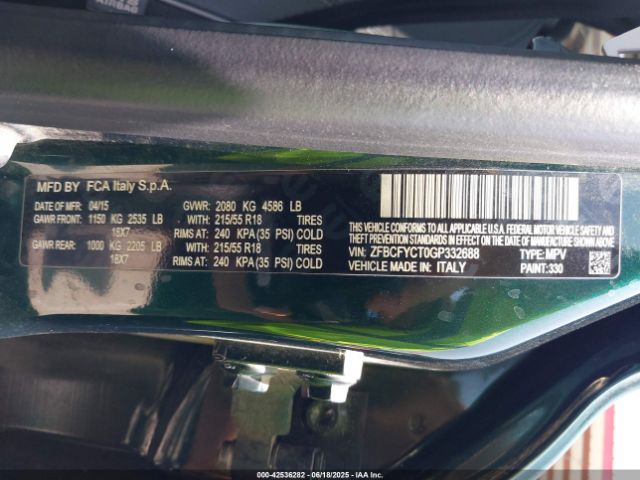 AIRBAG
MFD BY FCA Italy S.p.A.
DATE OF MFR 04/15 GVWR: 2080 KG 4586 LB
GAWR FRONT: 1150 KG 2535 LB WITH: 215/55 R18 TIRES
18X7 RIMS AT: 240 KPA(35 PSI) COLD
GAWR REAR: 1000 KG 2205 LB WITH: 215/55 R18 TIRES
18X7 RIMS AT: 240 KPA(35 PSI) COLD
THIS VEHICLE CONFORMS TO ALL APPLICABLE U.S.A. FEDERAL MOTOR
VEHICLE SAFETY, BUMPER, AND THEFT PREVENTION STANDARDS IN
EFFECT ON THE DATE OF MANUFACTURE SHOWN ABOVE.
VIN: ZFBCFYCT0GP332688 TYPE: MPV
VEHICLE MADE IN: ITALY PAINT: 330
000-42536282 - 06/18/2025 - IAAI.COM